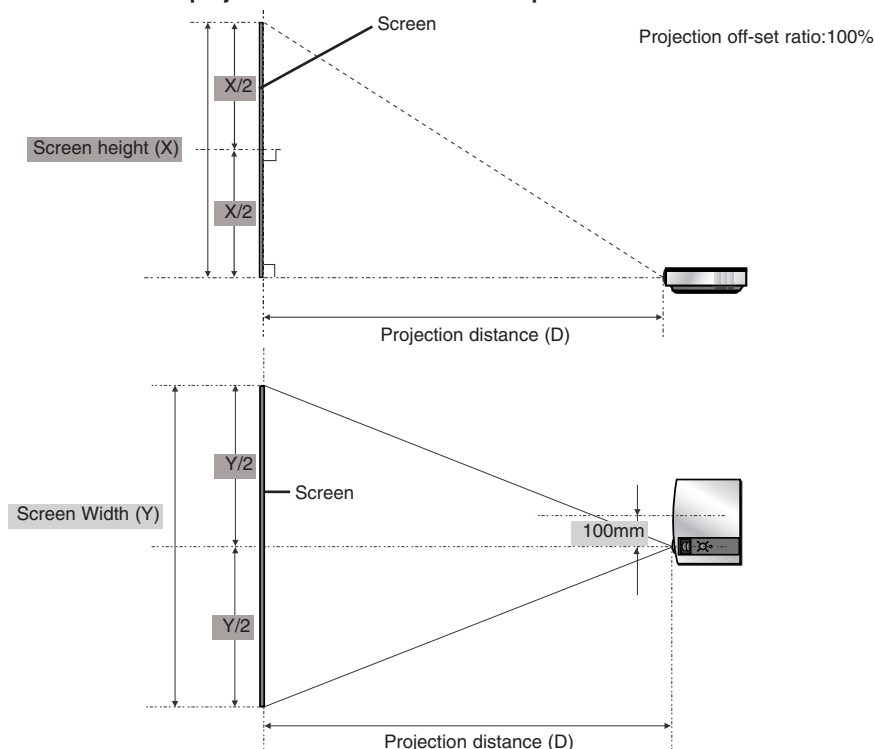 Screen
Projection off-set ratio:100%
X/2
Screen height (X)
X/2
Projection distance (D)
Y/2
Screen
Screen Width (Y)
100mm
Y/2
Projection distance (D)